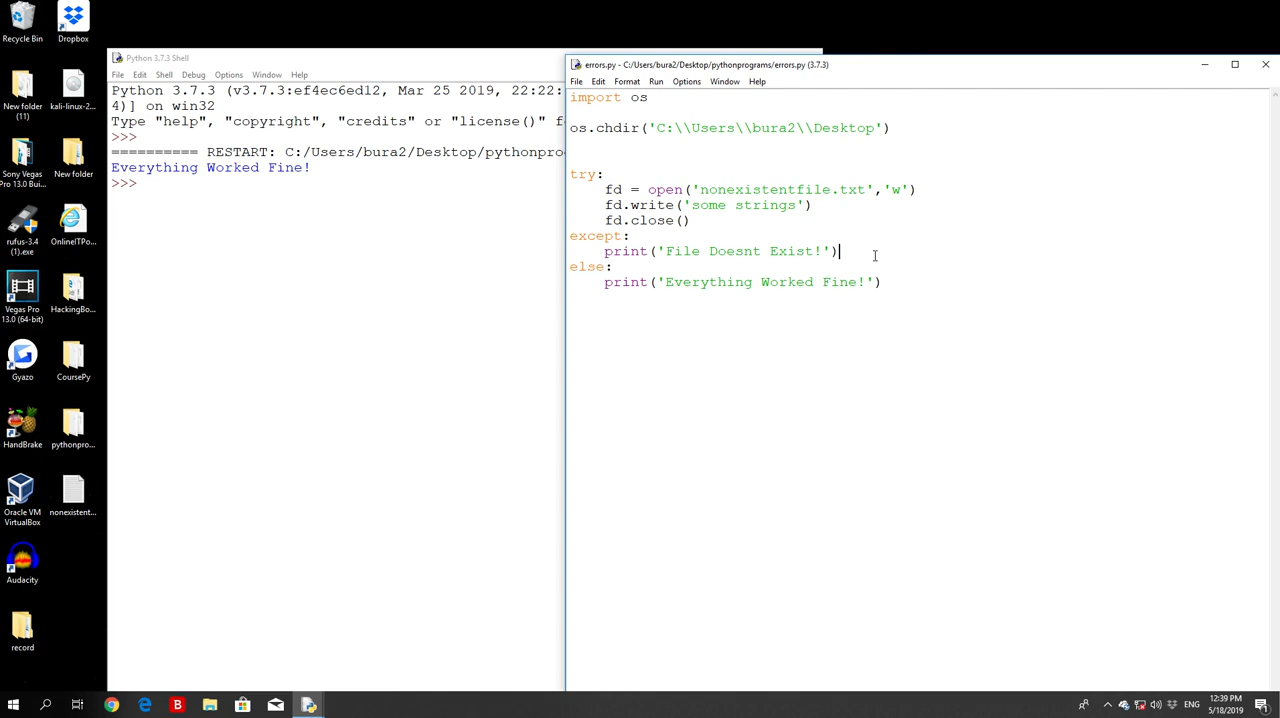 Recycle Bin
Dropbox
New folder (11)
kali-linux-2...
Sony Vegas Pro 13.0 Bui...
New folder
rufus-3.4 (1).exe
OnlineITPo...
Vegas Pro 13.0 (64-bit)
HackingBo...
Gyazo
CoursePy
HandBrake
pythonpro...
Oracle VM VirtualBox
nonexistent...
Audacity
record
Python 3.7.3 Shell
File Edit Shell Debug Options Window Help
Python 3.7.3 (v3.7.3:ef4ec6ed12, Mar 25 2019, 22:22:
4)] on win32
Type "help", "copyright", "credits" or "license()" f
>>>
========== RESTART: C:/Users/bura2/Desktop/pythonpro
Everything Worked Fine!
>>>
errors.py - C:/Users/bura2/Desktop/pythonprograms/errors.py (3.7.3)
File Edit Format Run Options Window Help
import os
os.chdir('C:\\Users\\bura2\\Desktop')
try:
fd = open('nonexistentfile.txt','w')
fd.write('some strings')
fd.close()
except:
print('File Doesnt Exist!')
else:
print('Everything Worked Fine!')
ENG
12:39 PM
5/18/2019